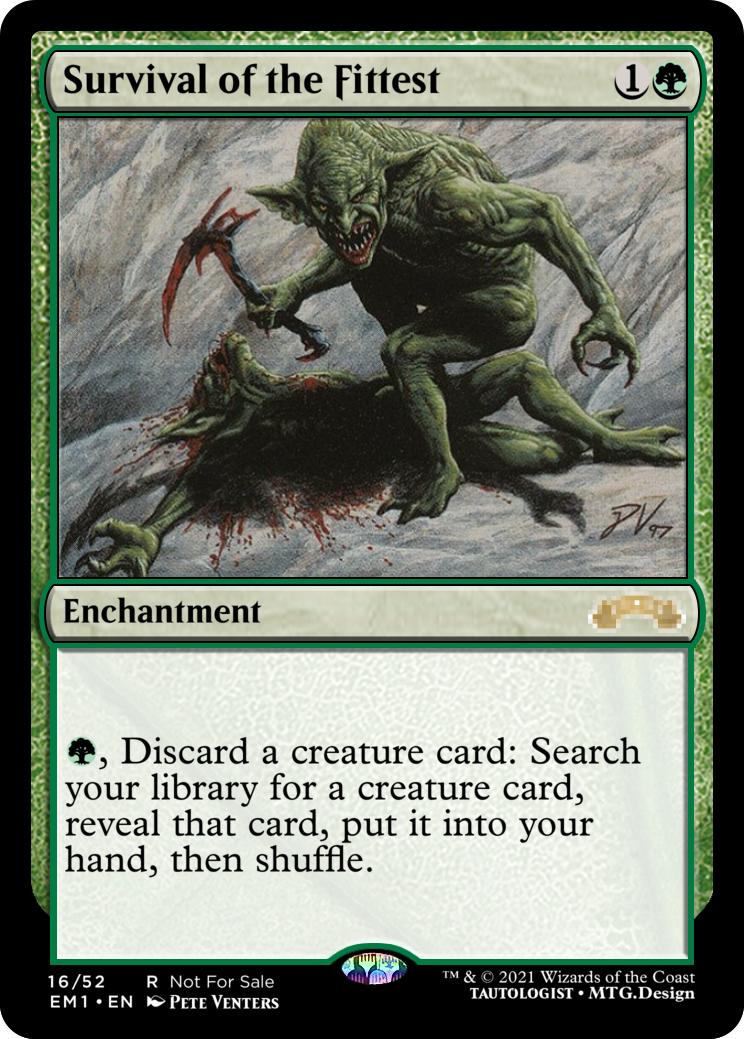 Survival of the Fittest 1
PV97
Enchantment
, Discard a creature card: Search
your library for a creature card,
reveal that card, put it into your
hand, then shuffle.
16/52 R Not For Sale ™ & © 2021 Wizards of the Coast
EM1 • EN PETE VENTERS TAUTOLOGIST • MTG.Design